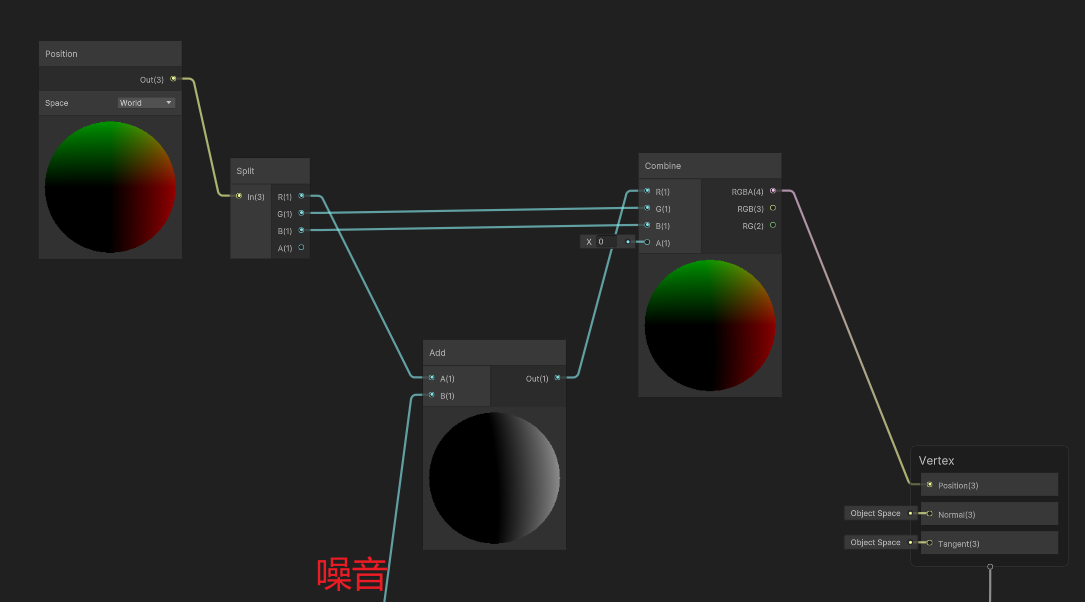 Position
Out(3)
Space World
Split
In(3) R(1)
G(1)
B(1)
A(1)
Combine
R(1) RGBA(4)
G(1) RGB(3)
B(1) RG(2)
X 0 A(1)
Add
A(1) Out(1)
B(1)
噪音
Vertex
Position(3)
Object Space Normal(3)
Object Space Tangent(3)